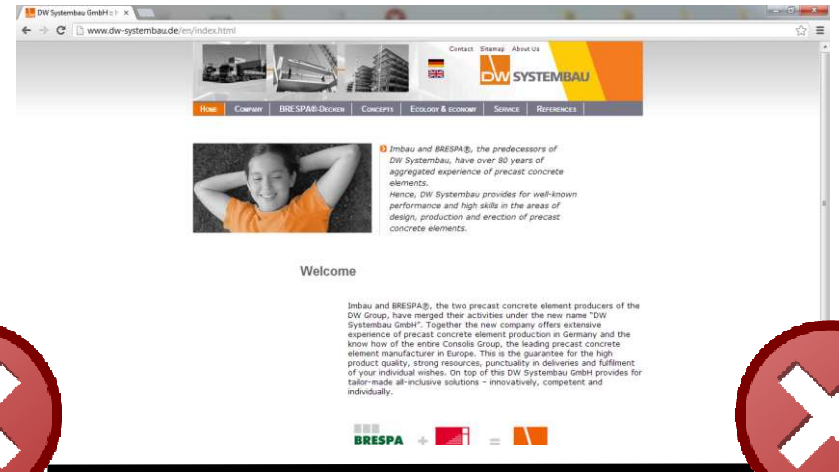 DW Systembau GmbH :: H
www.dw-systembau.de/en/index.html
Contact Sitemap About Us
DW SYSTEMBAU
HOME COMPANY BRESPA®-DECKEN CONCEPTS ECOLOGY & ECONOMY SERVICE REFERENCES
Imbau and BRESPA®, the predecessors of
DW Systembau, have over 80 years of
aggregated experience of precast concrete
elements.
Hence, DW Systembau provides for well-known
performance and high skills in the areas of
design, production and erection of precast
concrete elements.
Welcome
Imbau and BRESPA®, the two precast concrete element producers of the
DW Group, have merged their activities under the new name "DW
Systembau GmbH". Together the new company offers extensive
experience of precast concrete element production in Germany and the
know how of the entire Consolis Group, the leading precast concrete
element manufacturer in Europe. This is the guarantee for the high
product quality, strong resources, punctuality in deliveries and fulfilment
of your individual wishes. On top of this DW Systembau GmbH provides for
tailor-made all-inclusive solutions – innovatively, competent and
individually.
BRESPA + i =